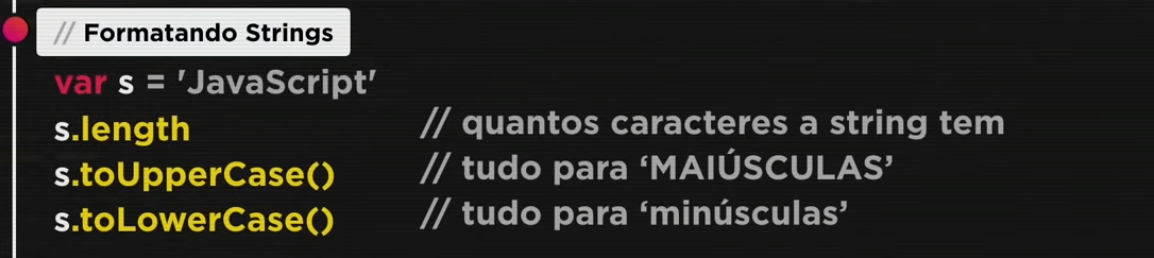 // Formatando Strings
var s = 'JavaScript'
s.length // quantos caracteres a string tem
s.toUpperCase() // tudo para ‘MAIÚSCULAS’
s.toLowerCase() // tudo para ‘minúsculas’